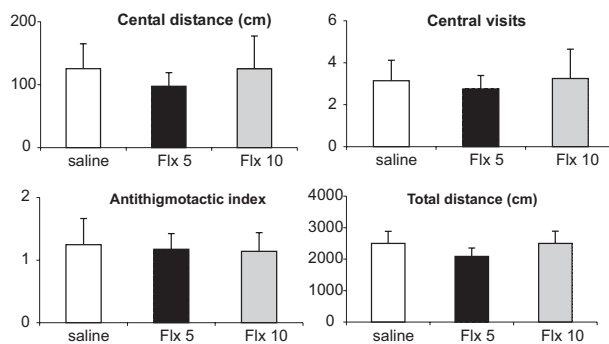 Cental distance (cm)
200
100
0
saline Flx 5 Flx 10
Central visits
6
4
2
0
saline Flx 5 Flx 10
Antithigmotactic index
2
1
0
saline Flx 5 Flx 10
Total distance (cm)
4000
3000
2000
1000
0
saline Flx 5 Flx 10